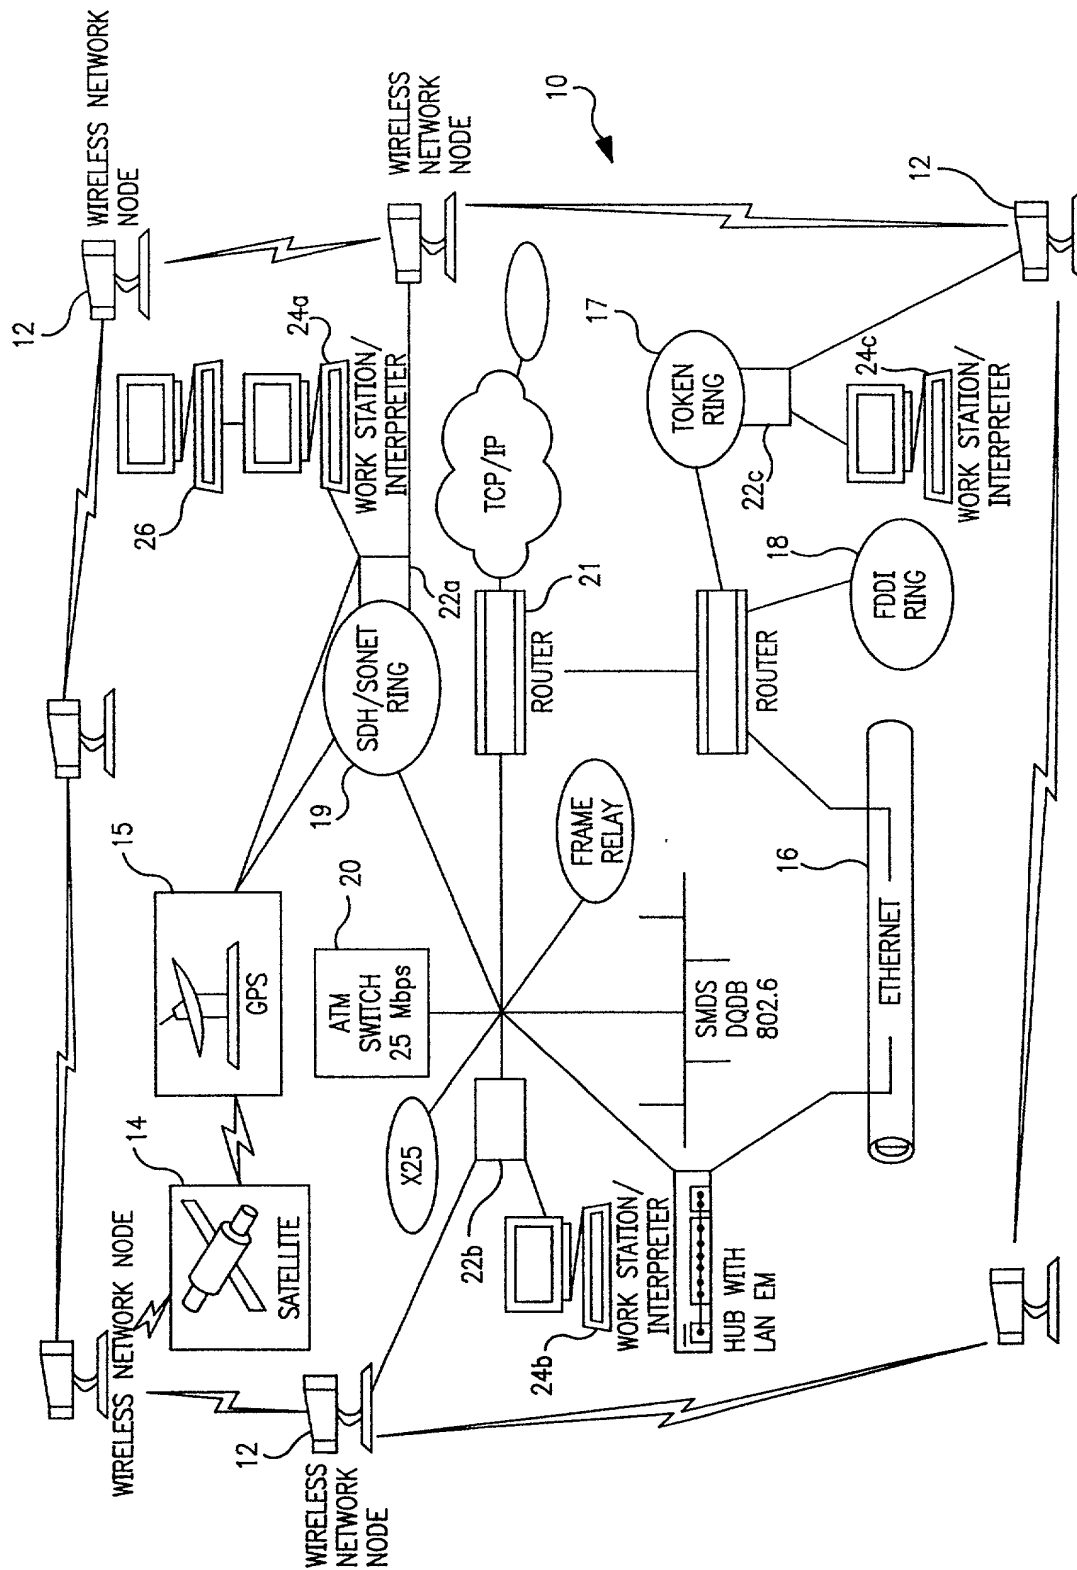 WIRELESS NETWORK NODE
14
SATELLITE
15
GPS
12
WIRELESS NETWORK
NODE
26
24a
WORK STATION/
INTERPRETER
WIRELESS
NETWORK
NODE
12
WIRELESS
NETWORK
NODE
X25
20
ATM
SWITCH
25 Mbps
19
SDH/SONET
RING
22a
TCP/IP
10
22b
24b
WORK STATION/
INTERPRETER
HUB WITH
LAN EM
SMDS
DQDB
802.6
FRAME
RELAY
ROUTER
21
ROUTER
17
TOKEN
RING
22c
24c
WORK STATION/
INTERPRETER
18
FDDI
RING
16
ETHERNET
12